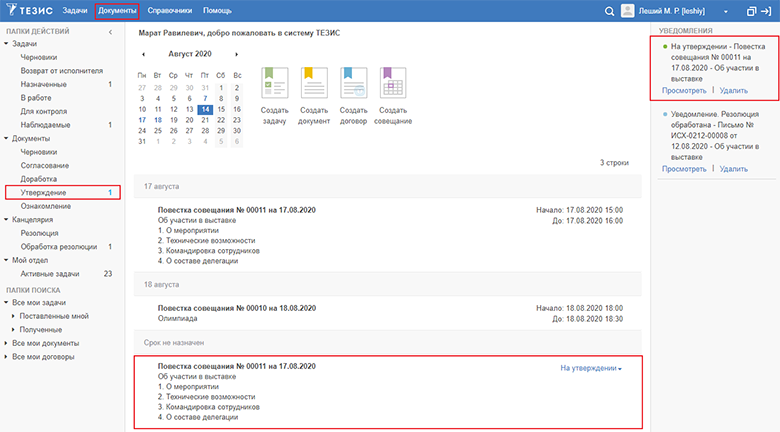 ТЕЗИС Задачи Документы Справочники Помощь Леший М. Р. [leshiy]
ПАПКИ ДЕЙСТВИЙ
Задачи
Черновики
Возврат от исполнителя
Назначенные 1
В работе
Для контроля
Наблюдаемые 1
Документы
Черновики
Согласование
Доработка
Утверждение 1
Ознакомление
Канцелярия
Резолюция
Обработка резолюции 1
Мой отдел
Активные задачи 23
ПАПКИ ПОИСКА
Все мои задачи
Поставленные мной
Полученные
Все мои документы
Все мои договоры
Марат Равилевич, добро пожаловать в систему ТЕЗИС
Август 2020
Пн Вт Ср Чт Пт Сб Вс
27 28 29 30 31 1 2
3 4 5 6 7 8 9
10 11 12 13 14 15 16
17 18 19 20 21 22 23
24 25 26 27 28 29 30
31 1 2 3 4 5 6
Создать
задачу
Создать
документ
Создать
договор
Создать
совещание
3 строки
17 августа
Повестка совещания № 00011 на 17.08.2020 Начало: 17.08.2020 15:00
Об участии в выставке До: 17.08.2020 16:00
1. О мероприятии
2. Технические возможности
3. Командировка сотрудников
4. О составе делегации
18 августа
Повестка совещания № 00010 на 18.08.2020 Начало: 18.08.2020 18:00
Олимпиада До: 18.08.2020 18:30
Срок не назначен
Повестка совещания № 00011 на 17.08.2020 На утверждении
Об участии в выставке
1. О мероприятии
2. Технические возможности
3. Командировка сотрудников
4. О составе делегации
УВЕДОМЛЕНИЯ
На утверждении - Повестка
совещания № 00011 на
17.08.2020 - Об участии в
выставке
Просмотреть | Удалить
Уведомление. Резолюция
обработана - Письмо №
ИСХ-0212-00008 от
12.08.2020 - Об участии в
выставке
Просмотреть | Удалить